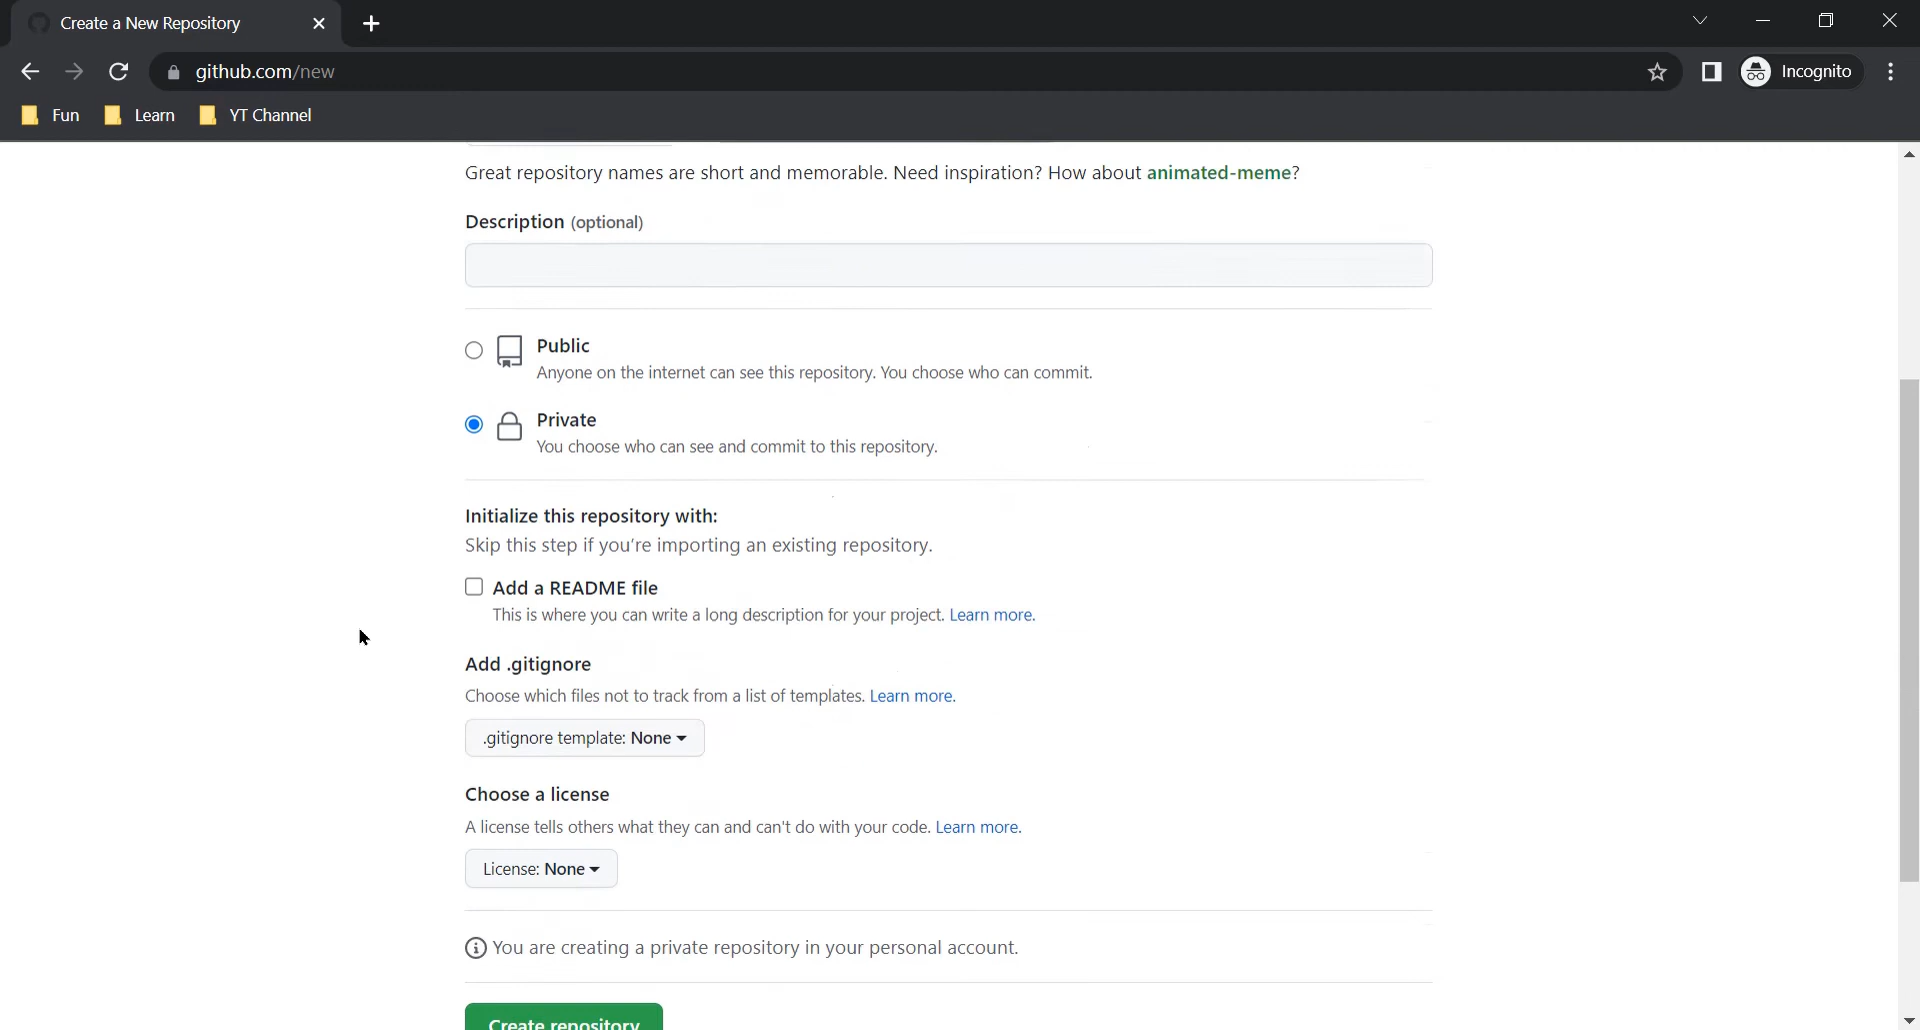 Create a New Repository
github.com/new
Incognito
Fun
Learn
YT Channel
Great repository names are short and memorable. Need inspiration? How about animated-meme?
Description (optional)
Public
Anyone on the internet can see this repository. You choose who can commit.
Private
You choose who can see and commit to this repository.
Initialize this repository with:
Skip this step if you're importing an existing repository.
Add a README file
This is where you can write a long description for your project. Learn more.
Add .gitignore
Choose which files not to track from a list of templates. Learn more.
.gitignore template: None
Choose a license
A license tells others what they can and can't do with your code. Learn more.
License: None
You are creating a private repository in your personal account.
Create repository